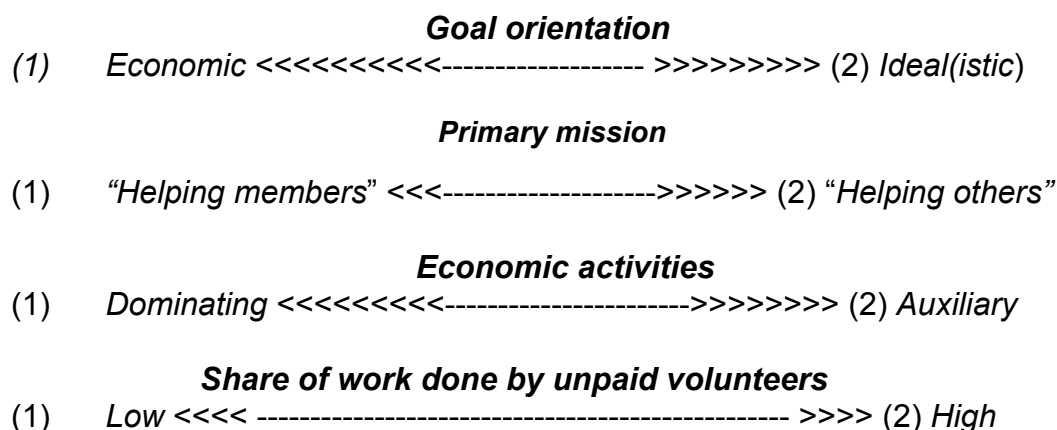 Goal orientation
(1) Economic <<<<<<<<<<------------------- >>>>>>>>> (2) Ideal(istic)
Primary mission
(1) “Helping members” <<<--------------------->>>>>> (2) “Helping others”
Economic activities
(1) Dominating <<<<<<<<<------------------------>>>>>>>> (2) Auxiliary
Share of work done by unpaid volunteers
(1) Low <<<< -------------------------------------------------- >>>> (2) High